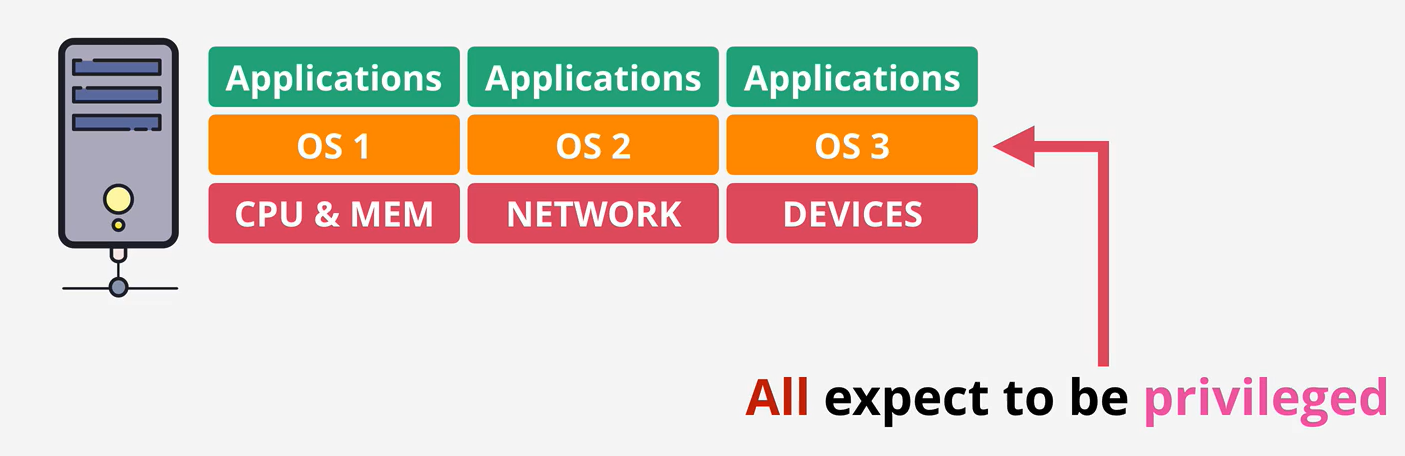 Applications Applications Applications
OS 1 OS 2 OS 3
CPU & MEM NETWORK DEVICES
All expect to be privileged